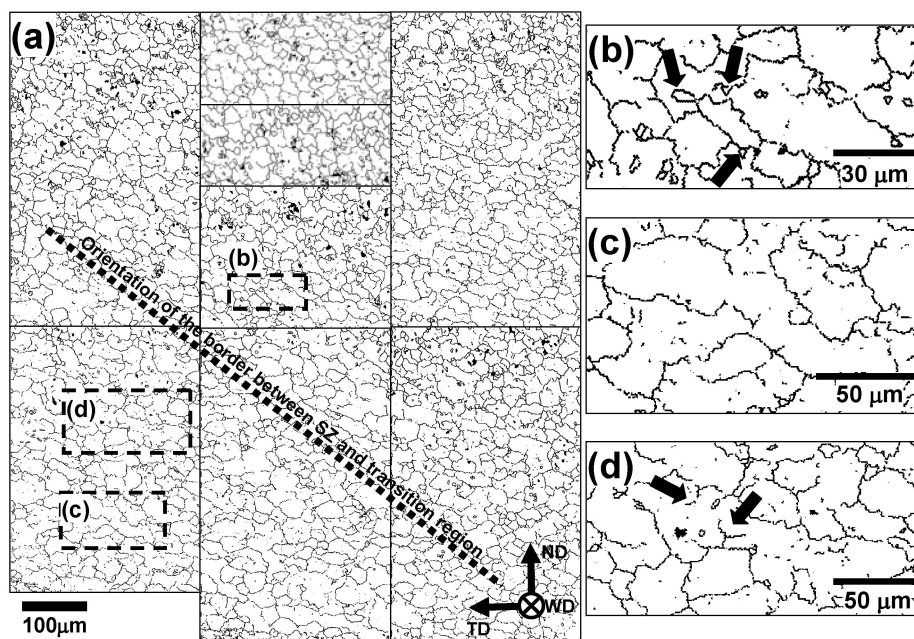 (a)
Orientation of the border between SZ and transition region
(b)
(d)
(c)
100μm
ND
WD
TD
(b)
30 μm
(c)
50 μm
(d)
50 μm